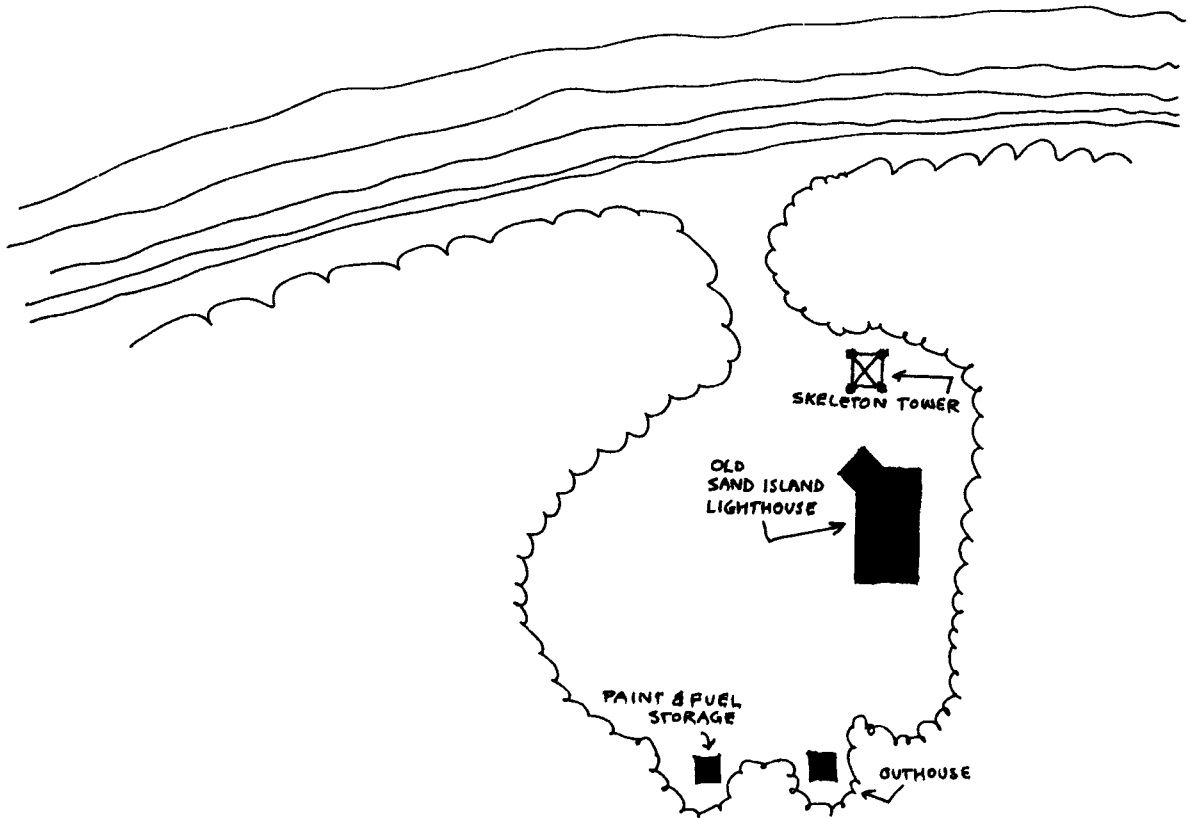 SKELETON TOWER
OLD
SAND ISLAND
LIGHTHOUSE
PAINT & FUEL
STORAGE
OUTHOUSE